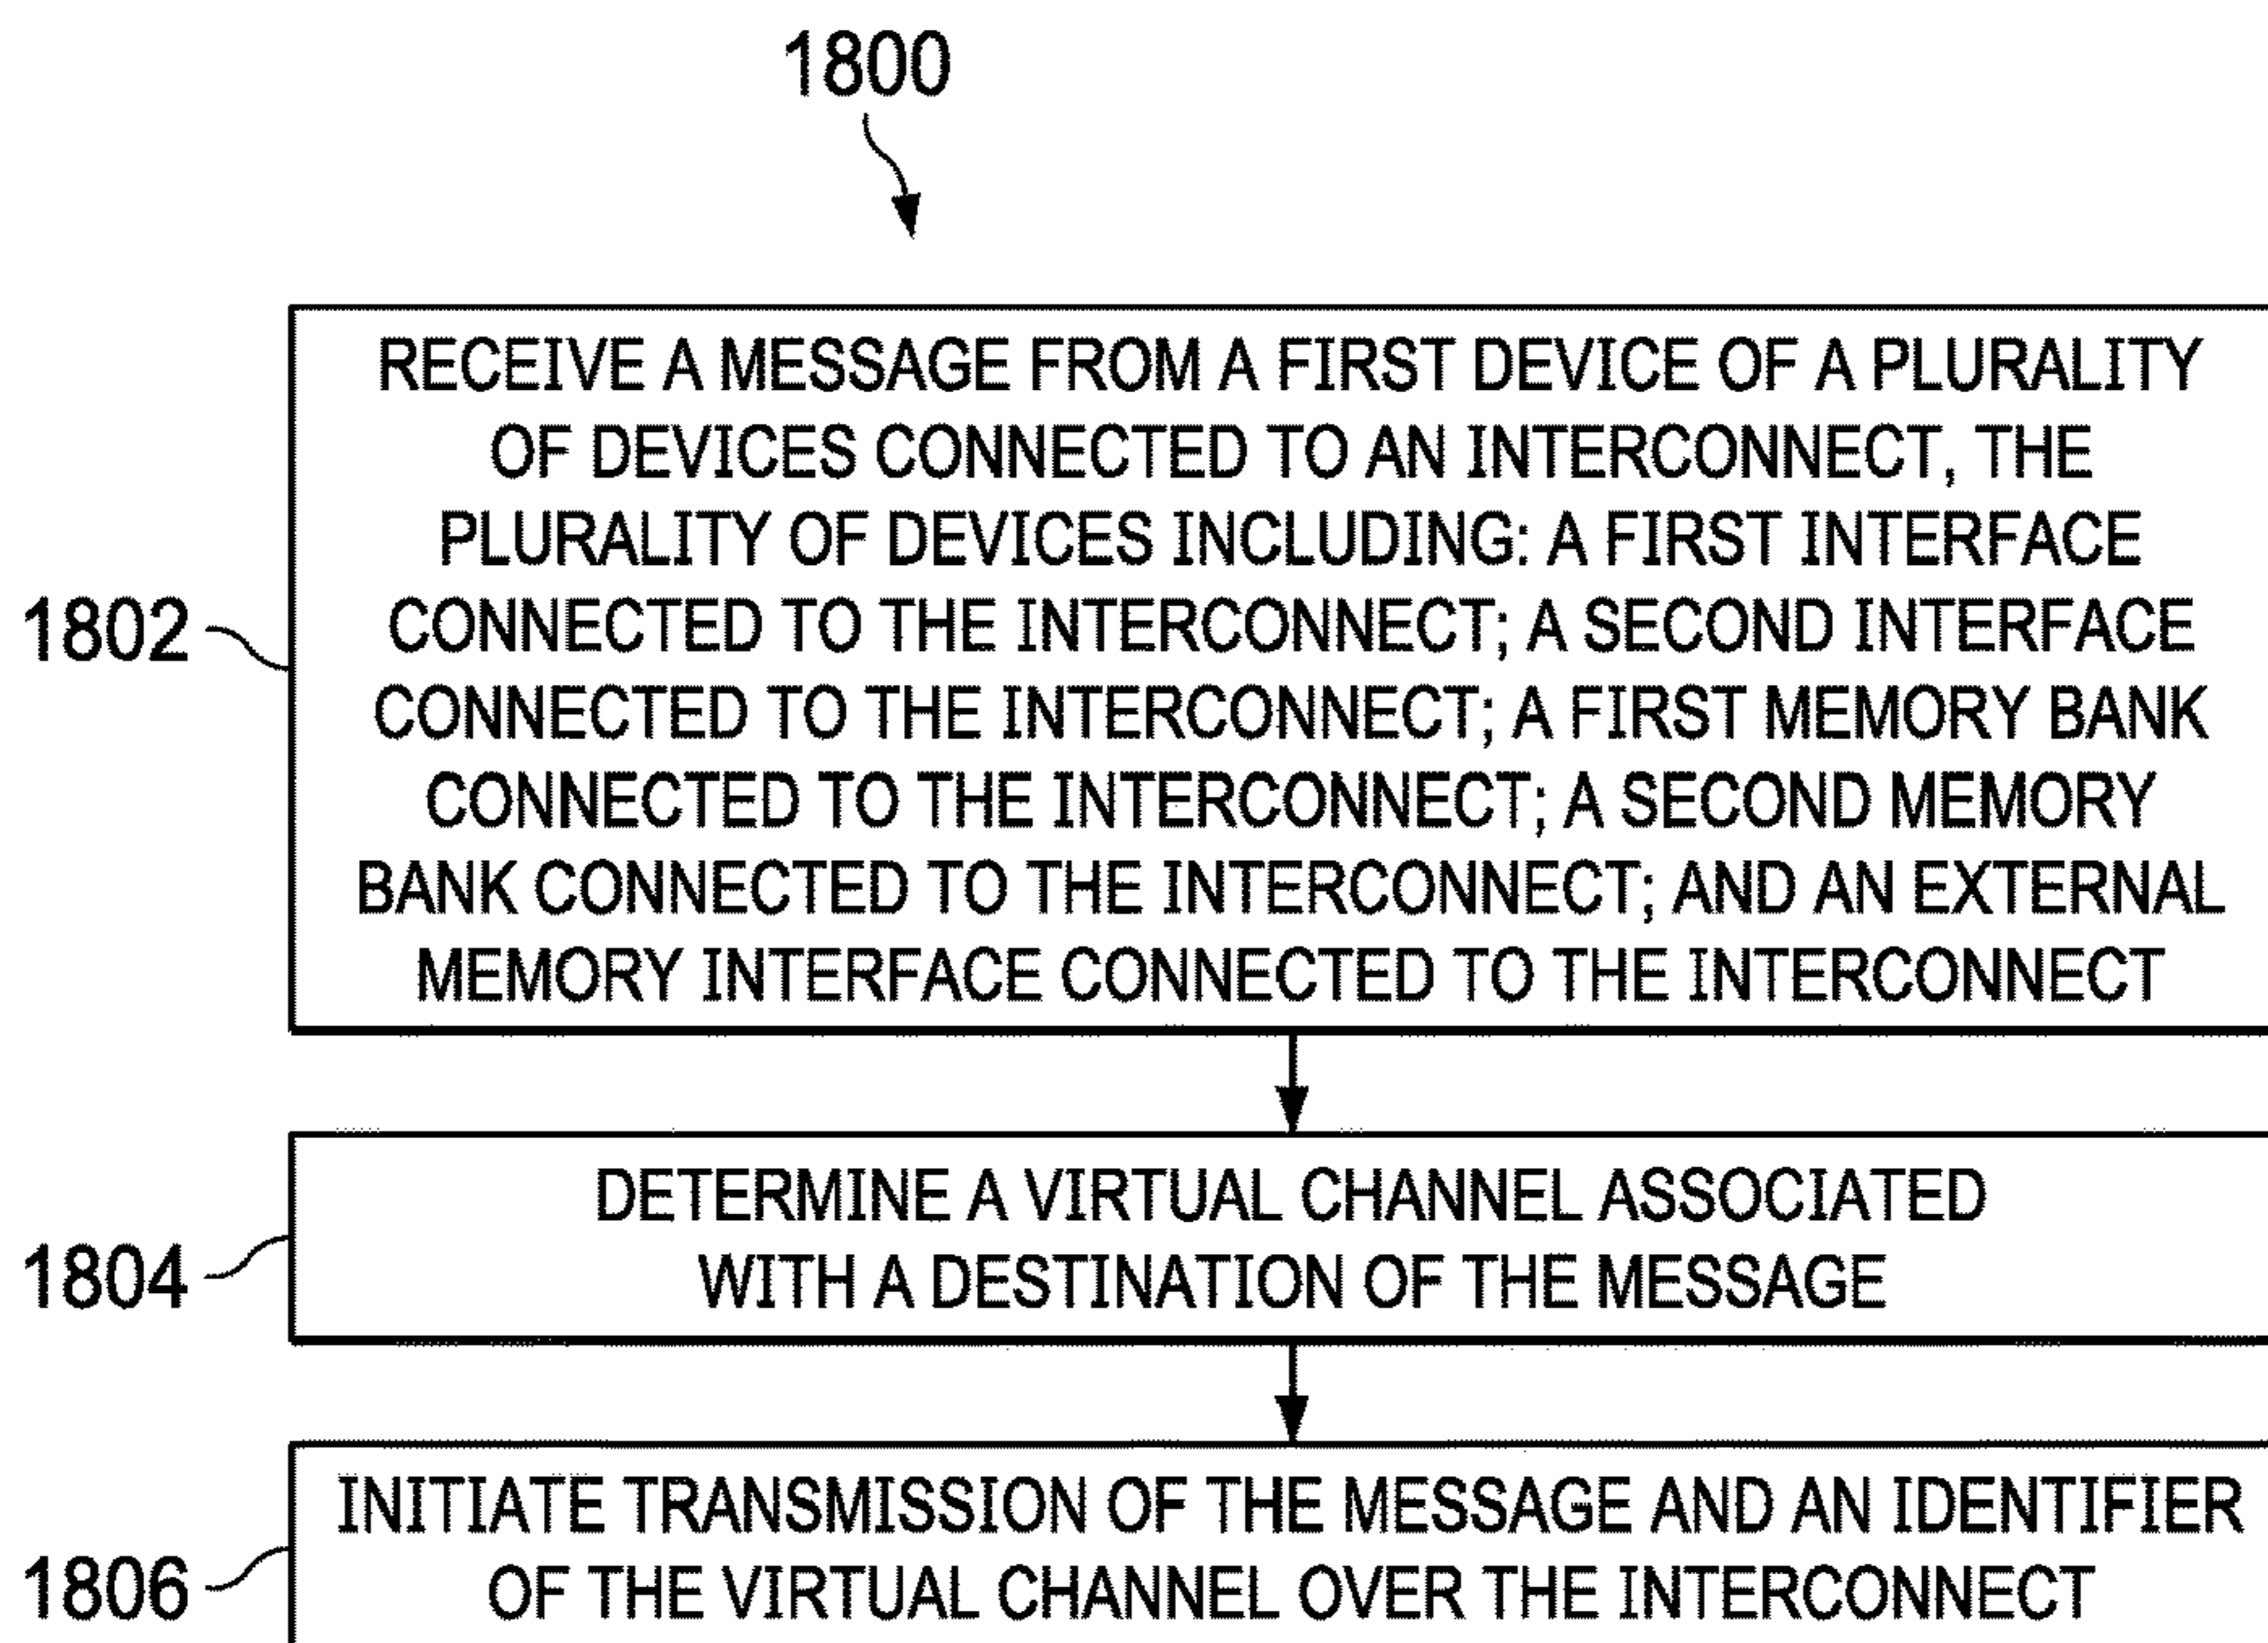 1800
RECEIVE A MESSAGE FROM A FIRST DEVICE OF A PLURALITY
OF DEVICES CONNECTED TO AN INTERCONNECT, THE
PLURALITY OF DEVICES INCLUDING: A FIRST INTERFACE
CONNECTED TO THE INTERCONNECT; A SECOND INTERFACE
CONNECTED TO THE INTERCONNECT; A FIRST MEMORY BANK
CONNECTED TO THE INTERCONNECT; A SECOND MEMORY
BANK CONNECTED TO THE INTERCONNECT; AND AN EXTERNAL
MEMORY INTERFACE CONNECTED TO THE INTERCONNECT
1802
DETERMINE A VIRTUAL CHANNEL ASSOCIATED
WITH A DESTINATION OF THE MESSAGE
1804
INITIATE TRANSMISSION OF THE MESSAGE AND AN IDENTIFIER
OF THE VIRTUAL CHANNEL OVER THE INTERCONNECT
1806